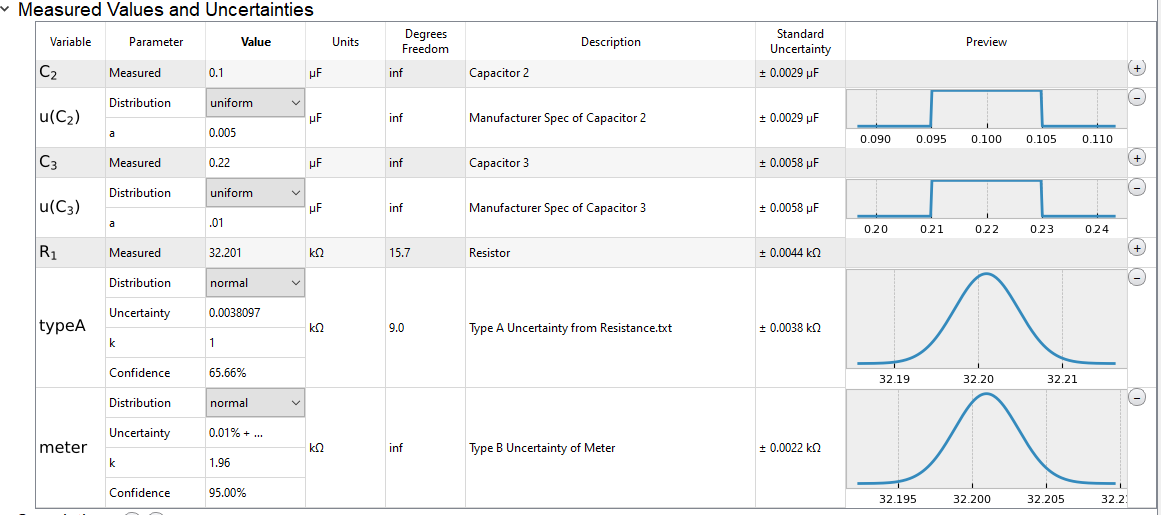 Measured Values and Uncertainties
Variable Parameter Value Units Degrees Freedom Description Standard Uncertainty Preview
C2 Measured 0.1 µF inf Capacitor 2 ± 0.0029 µF +
u(C2) Distribution uniform µF inf Manufacturer Spec of Capacitor 2 ± 0.0029 µF −
a 0.005
0.090 0.095 0.100 0.105 0.110
C3 Measured 0.22 µF inf Capacitor 3 ± 0.0058 µF +
u(C3) Distribution uniform µF inf Manufacturer Spec of Capacitor 3 ± 0.0058 µF −
a .01
0.20 0.21 0.22 0.23 0.24
R1 Measured 32.201 kΩ 15.7 Resistor ± 0.0044 kΩ +
typeA Distribution normal kΩ 9.0 Type A Uncertainty from Resistance.txt ± 0.0038 kΩ −
Uncertainty 0.0038097
k 1
Confidence 65.66%
32.19 32.20 32.21
meter Distribution normal kΩ inf Type B Uncertainty of Meter ± 0.0022 kΩ −
Uncertainty 0.01% + ...
k 1.96
Confidence 95.00%
32.195 32.200 32.205 32.2